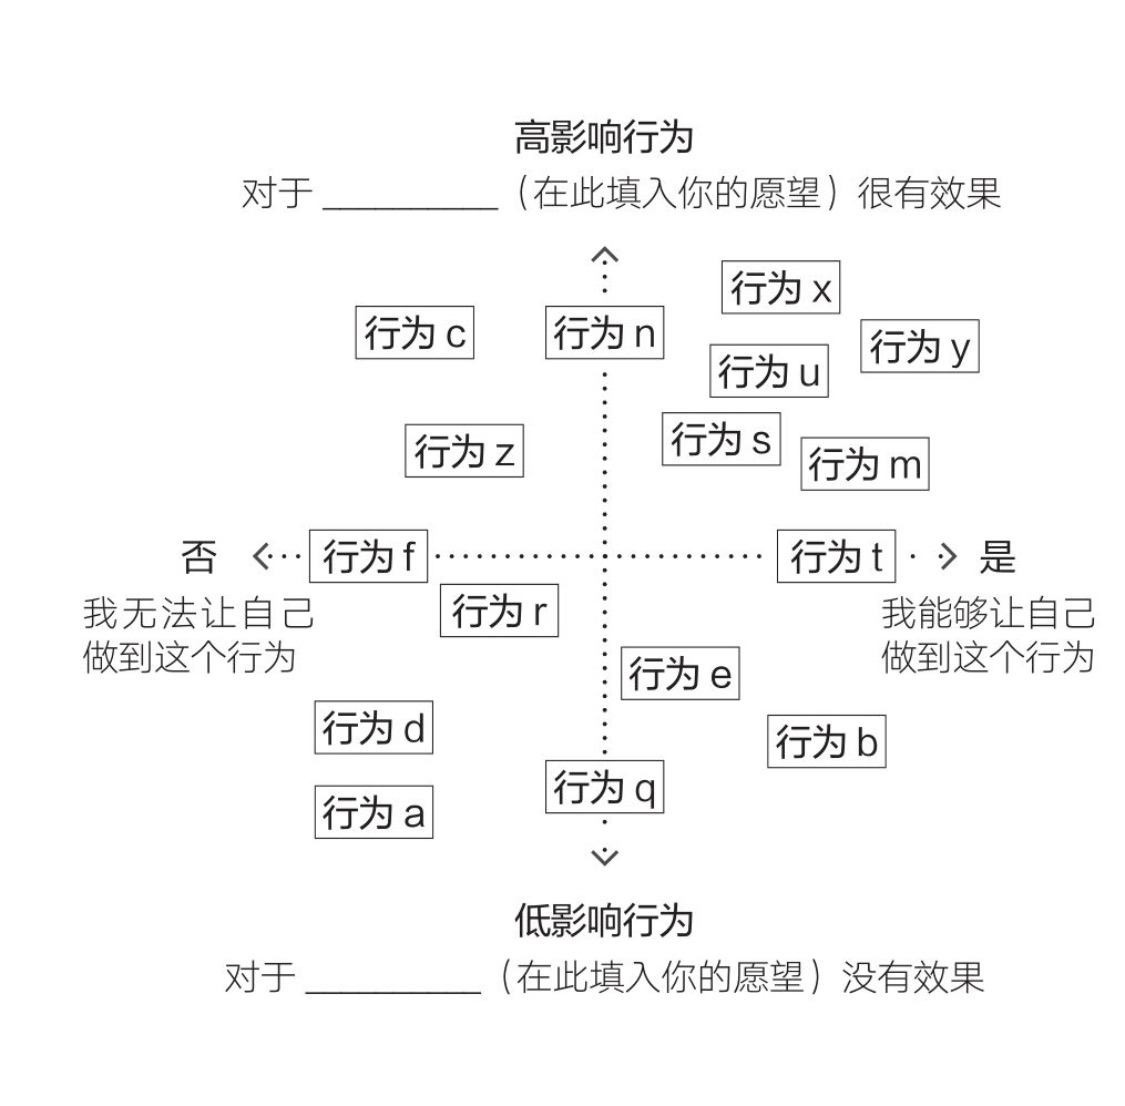 高影响行为
对于 __________（在此填入你的愿望）很有效果
行为 x
行为 c
行为 n
行为 y
行为 u
行为 s
行为 z
行为 m
否
行为 f
行为 t
是
我无法让自己
做到这个行为
行为 r
我能够让自己
做到这个行为
行为 e
行为 d
行为 b
行为 q
行为 a
低影响行为
对于 __________（在此填入你的愿望）没有效果